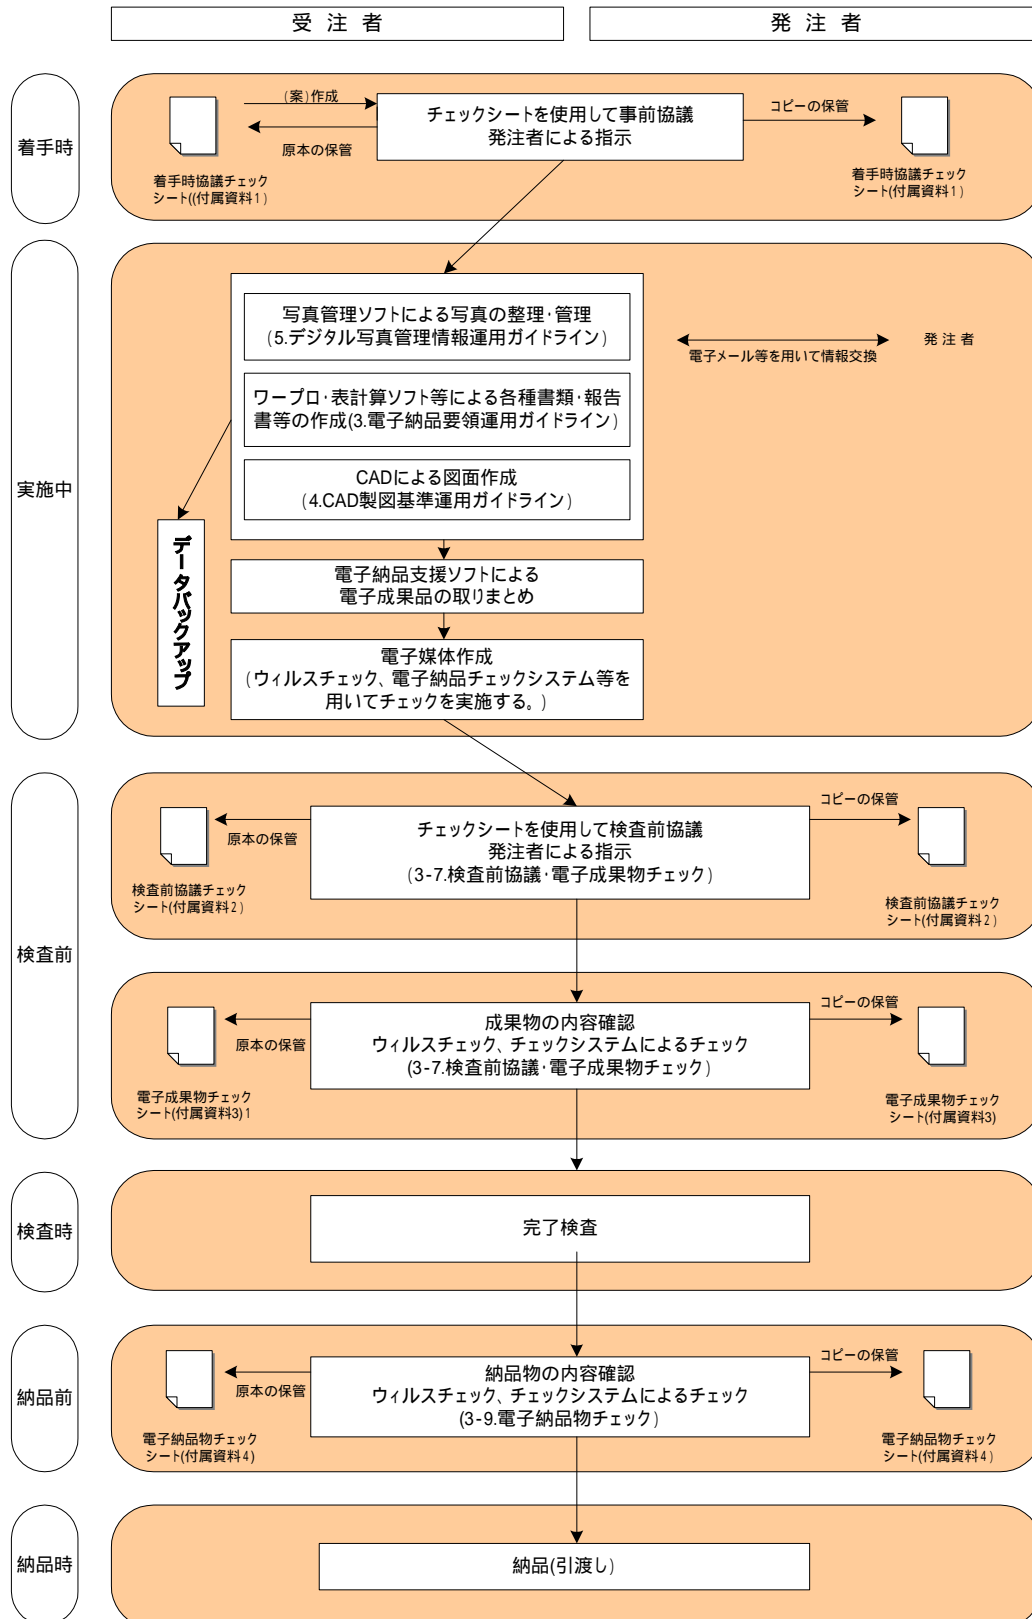 受 注 者
発 注 者
着手時
(案)作成
原本の保管
チェックシートを使用して事前協議
発注者による指示
コピーの保管
着手時協議チェック
シート((付属資料1)
着手時協議チェック
シート(付属資料1)
実施中
写真管理ソフトによる写真の整理・管理
(5.デジタル写真管理情報運用ガイドライン)
ワープロ・表計算ソフト等による各種書類・報告
書等の作成(3.電子納品要領運用ガイドライン)
CADによる図面作成
(4.CAD製図基準運用ガイドライン)
電子メール等を用いて情報交換
発 注 者
データバックアップ
電子納品支援ソフトによる
電子成果品の取りまとめ
電子媒体作成
(ウィルスチェック、電子納品チェックシステム等を
用いてチェックを実施する。)
検査前
原本の保管
チェックシートを使用して検査前協議
発注者による指示
(3-7.検査前協議・電子成果物チェック)
コピーの保管
検査前協議チェック
シート(付属資料2)
検査前協議チェック
シート(付属資料2)
原本の保管
成果物の内容確認
ウィルスチェック、チェックシステムによるチェック
(3-7.検査前協議・電子成果物チェック)
コピーの保管
電子成果物チェック
シート(付属資料3)1
電子成果物チェック
シート(付属資料3)
検査時
完了検査
納品前
原本の保管
納品物の内容確認
ウィルスチェック、チェックシステムによるチェック
(3-9.電子納品物チェック)
コピーの保管
電子納品物チェック
シート(付属資料4)
電子納品物チェック
シート(付属資料4)
納品時
納品(引渡し)